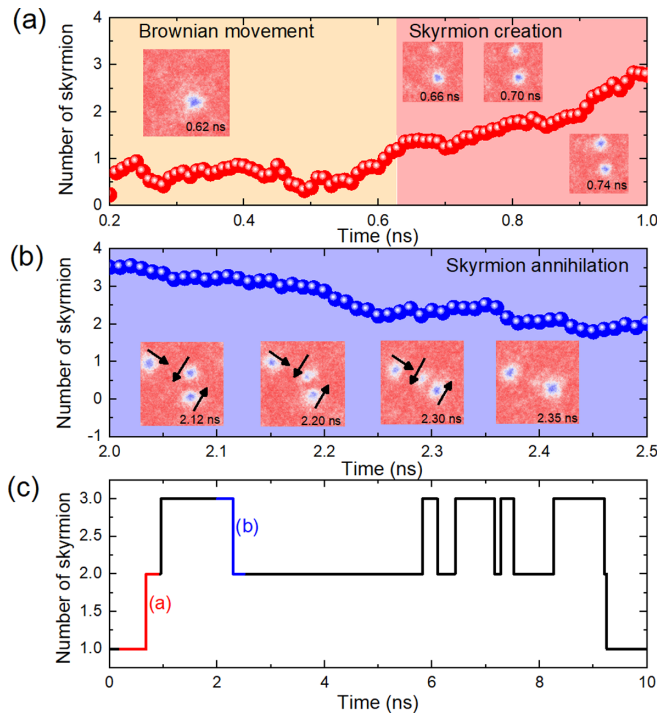 (a)
Brownian movement
Skyrmion creation
Number of skyrmion
4
3
2
1
0
0.62 ns
0.66 ns
0.70 ns
0.74 ns
0.2
0.4
0.6
0.8
1.0
Time (ns)
(b)
Skyrmion annihilation
Number of skyrmion
4
3
2
1
0
-1
2.12 ns
2.20 ns
2.30 ns
2.35 ns
2.0
2.1
2.2
2.3
2.4
2.5
Time (ns)
(c)
Number of skyrmion
3.0
2.5
2.0
1.5
1.0
(b)
(a)
0
2
4
6
8
10
Time (ns)